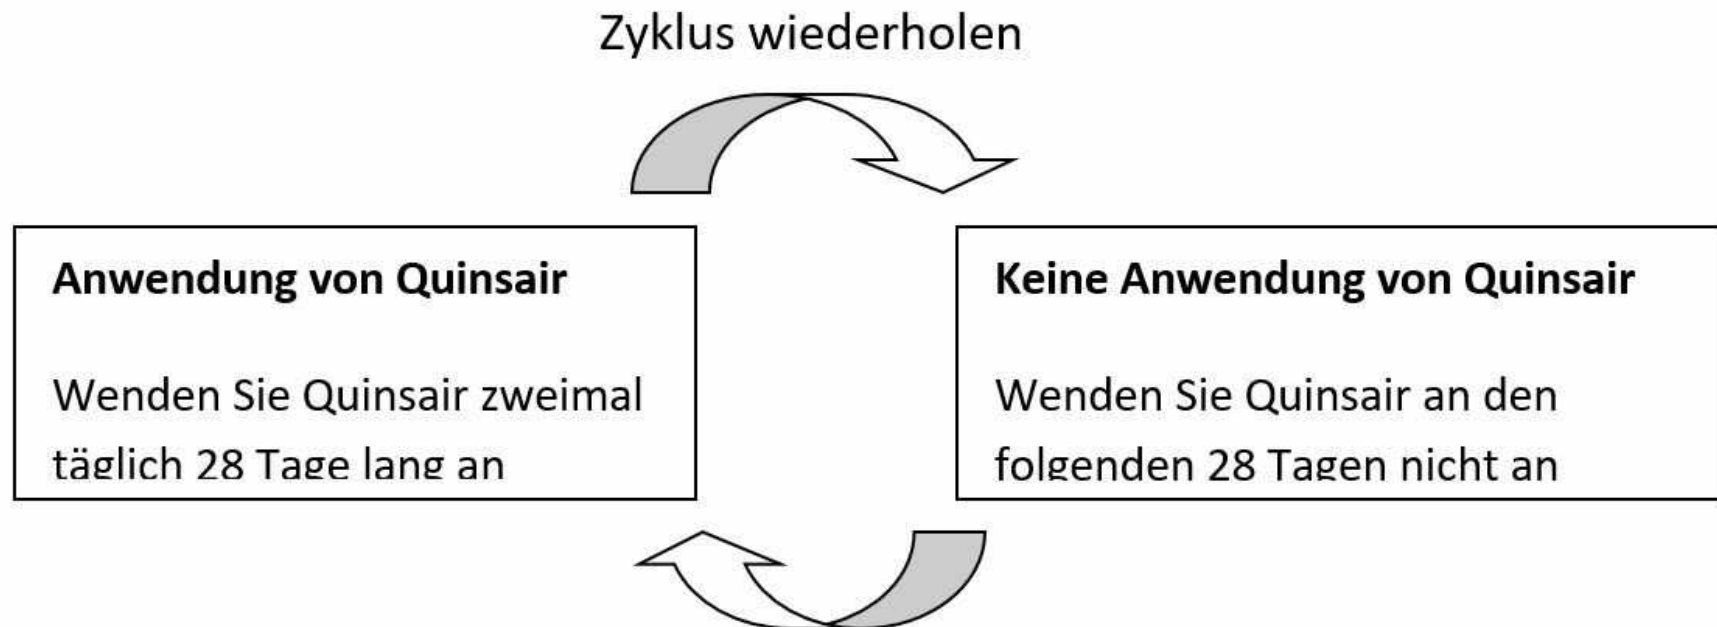 Zyklus wiederholen
Anwendung von Quinsair
Wenden Sie Quinsair zweimal
täglich 28 Tage lang an
Keine Anwendung von Quinsair
Wenden Sie Quinsair an den
folgenden 28 Tagen nicht an